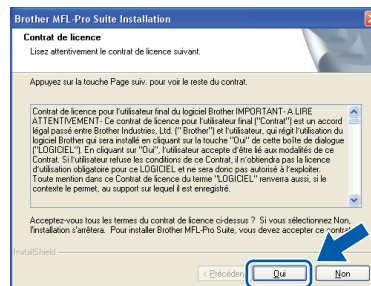 Brother MFL-Pro Suite Installation
Contrat de licence
Lisez attentivement le contrat de licence suivant.
Appuyez sur la touche Page suiv. pour voir le reste du contrat.
Contrat de licence pour l'utilisateur final du logiciel Brother IMPORTANT- A LIRE
ATTENTIVEMENT- Ce contrat de licence pour l'utilisateur final ("Contrat") est un accord
légal passé entre Brother Industries, Ltd. (" Brother") et l'utilisateur, qui régit l'utilisation du
logiciel Brother qui sera installé en cliquant sur la touche "Oui" de cette boîte de dialogue
("LOGICIEL"). En cliquant sur "Oui", l'utilisateur accepte d'être lié aux modalités de ce
Contrat. Si l'utilisateur refuse les conditions de ce Contrat, il n'obtiendra pas la licence
d'utilisation obligatoire pour ce LOGICIEL et ne sera donc pas autorisé à l'exploiter.
Toute mention dans ce Contrat de licence du terme "LOGICIEL" renverra aussi, si le
contexte le permet, au support sur lequel il est enregistré.
Acceptez-vous tous les termes du contrat de licence ci-dessus ? Si vous sélectionnez Non,
l'installation s'arrêtera. Pour installer Brother MFL-Pro Suite, vous devez accepter ce contrat
InstallShield
< Précéden Oui Non